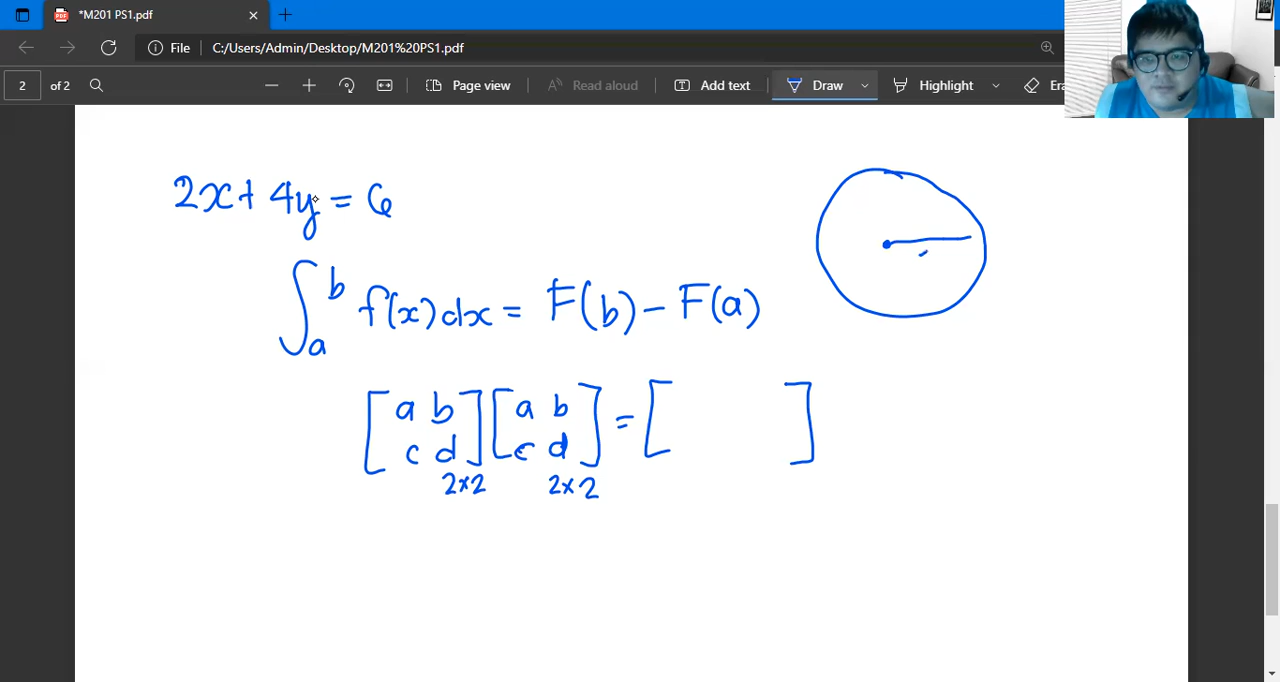 *M201 PS1.pdf
File C:/Users/Admin/Desktop/M201%20PS1.pdf
2 of 2 Page view Read aloud Add text Draw Highlight
2x + 4y = 6
∫ₐᵇ f(x)dx = F(b) − F(a)
[ a b ] [ a b ] = [ ]
[ c d ] [ c d ]
2×2 2×2